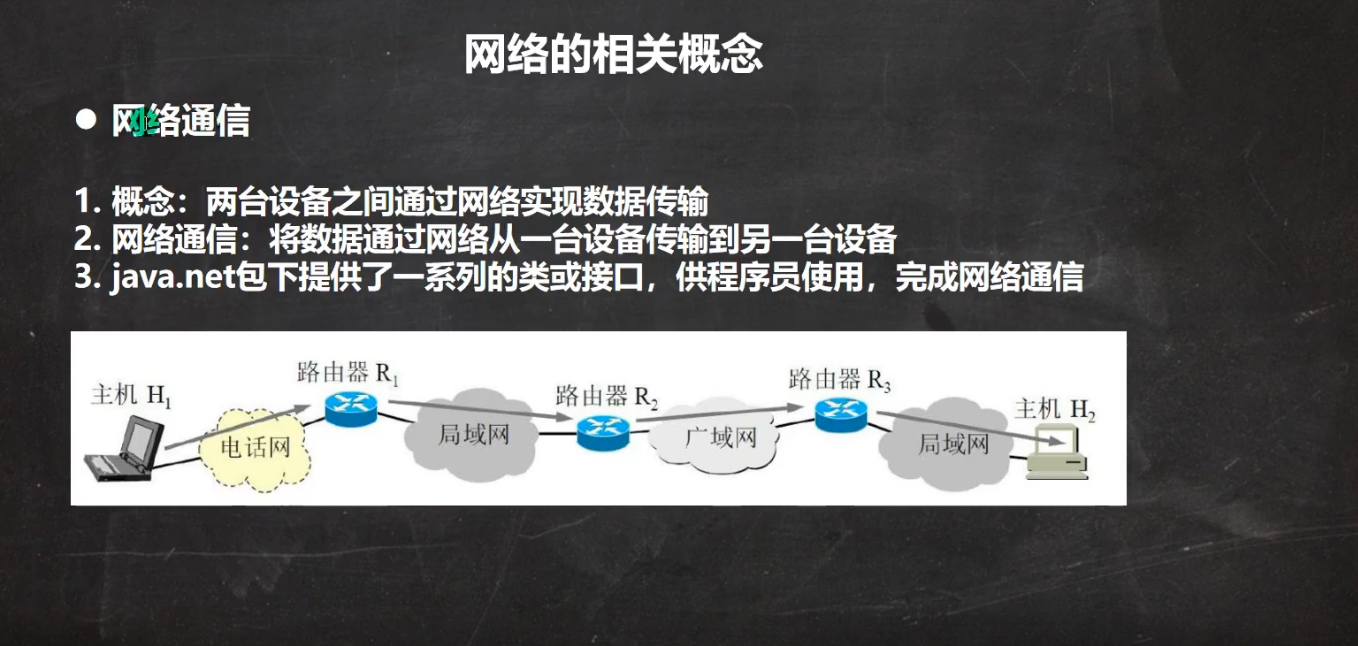 网络的相关概念
网络通信
1. 概念：两台设备之间通过网络实现数据传输
2. 网络通信：将数据通过网络从一台设备传输到另一台设备
3. java.net包下提供了一系列的类或接口，供程序员使用，完成网络通信
主机 H1
路由器 R1
路由器 R2
路由器 R3
主机 H2
电话网
局域网
广域网
局域网